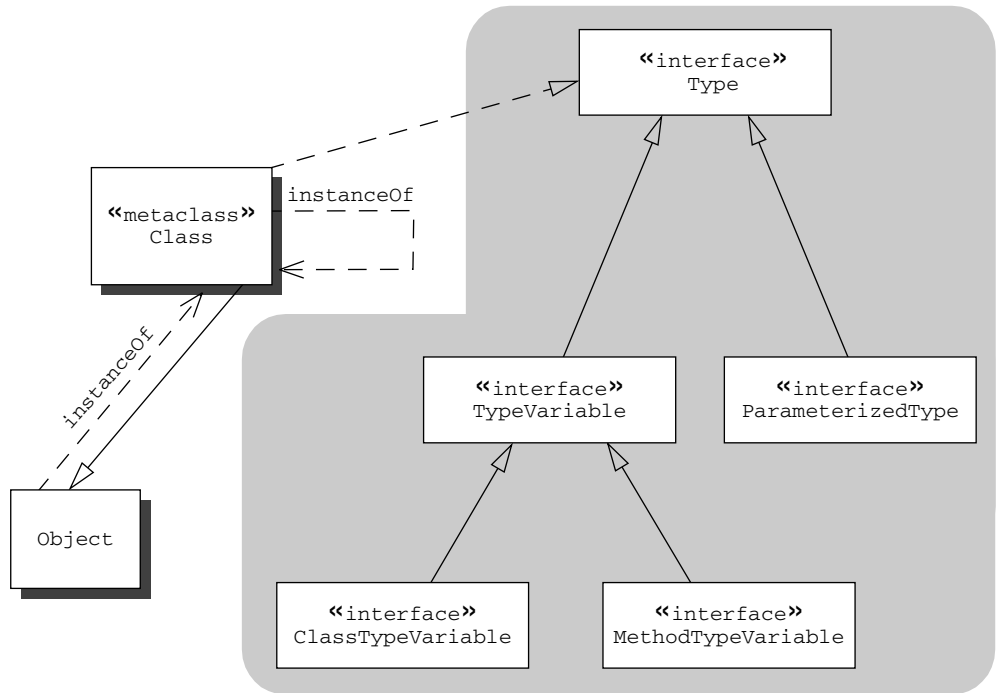 «interface»
Type
instanceOf
«metaclass»
Class
instanceOf
«interface»
TypeVariable
«interface»
ParameterizedType
Object
«interface»
ClassTypeVariable
«interface»
MethodTypeVariable